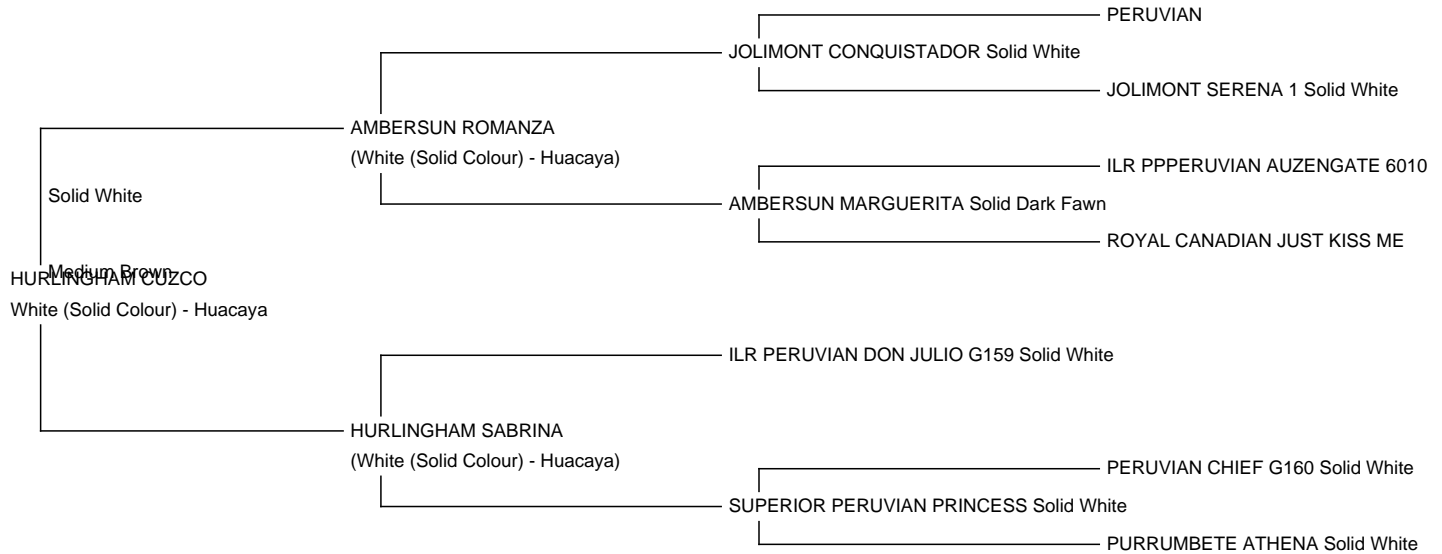 PERUVIAN
JOLIMONT CONQUISTADOR Solid White
JOLIMONT SERENA 1 Solid White
AMBERSUN ROMANZA
(White (Solid Colour) - Huacaya)
ILR PPPERUVIAN AUZENGATE 6010
Solid White
AMBERSUN MARGUERITA Solid Dark Fawn
ROYAL CANADIAN JUST KISS ME
Medium Brown
HURLINGHAM CUZCO
White (Solid Colour) - Huacaya
ILR PERUVIAN DON JULIO G159 Solid White
HURLINGHAM SABRINA
(White (Solid Colour) - Huacaya)
PERUVIAN CHIEF G160 Solid White
SUPERIOR PERUVIAN PRINCESS Solid White
PURRUMBETE ATHENA Solid White